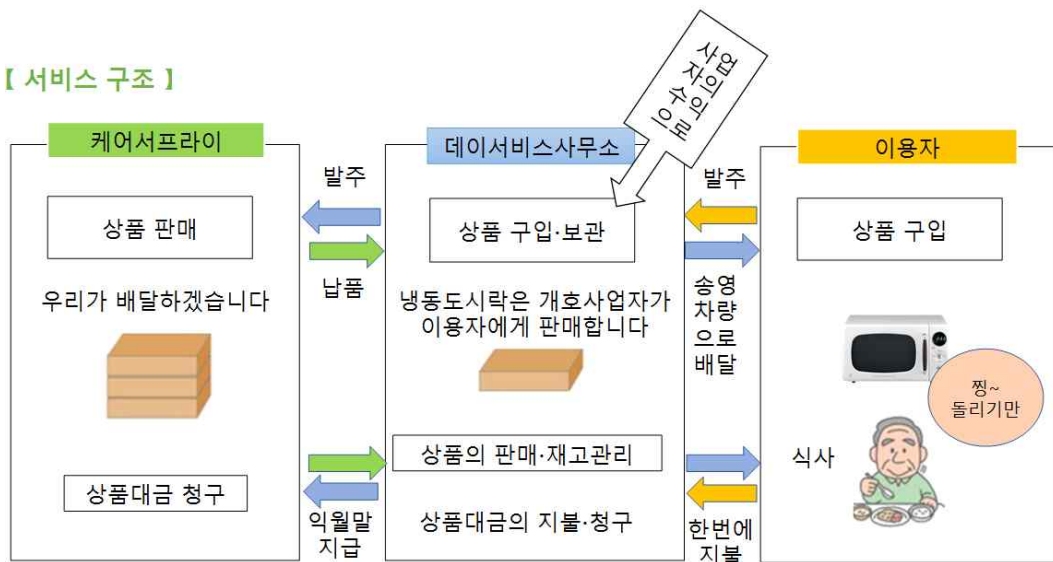 【 서비스 구조 】
사업
자의
수의
으로
케어서프라이
데이서비스사무소
이용자
발주
발주
상품 판매
상품 구입·보관
상품 구입
납품
송영
차량
으로
배달
우리가 배달하겠습니다
냉동도시락은 개호사업자가
이용자에게 판매합니다
찡~
돌리기만
상품의 판매·재고관리
식사
상품대금 청구
상품대금의 지불·청구
익월말
지급
한번에
지불